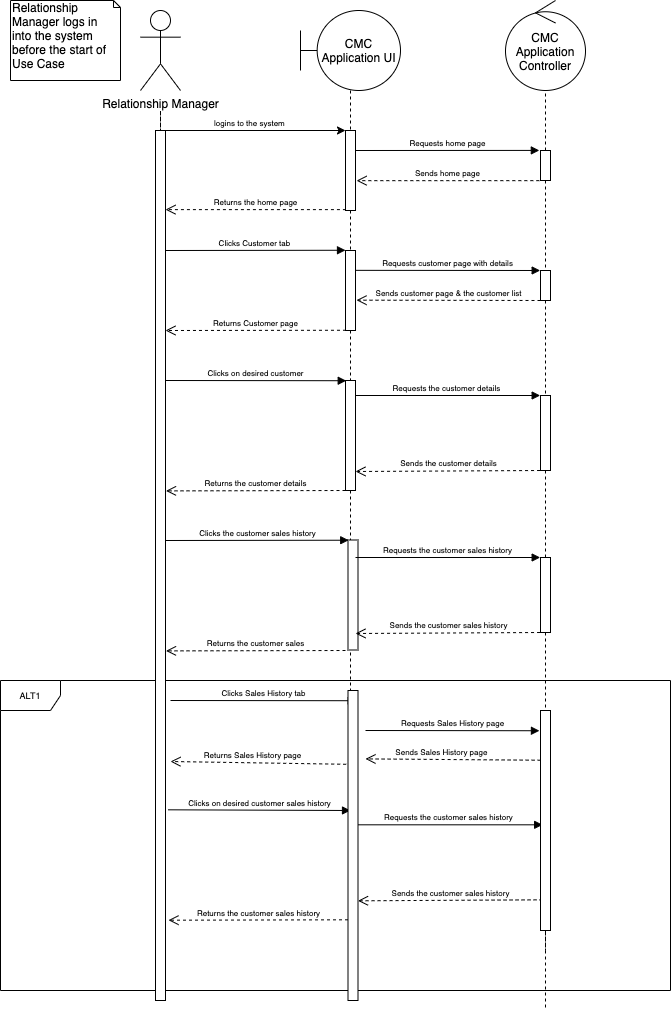 Relationship
Manager logs in
into the system
before the start of
Use Case
CMC
Application UI
CMC
Application
Controller
Relationship Manager
logins to the system
Requests home page
Sends home page
Returns the home page
Clicks Customer tab
Requests customer page with details
Sends customer page & the customer list
Returns Customer page
Clicks on desired customer
Requests the customer details
Sends the customer details
Returns the customer details
Clicks the customer sales history
Requests the customer sales history
Sends the customer sales history
Returns the customer sales
ALT1
Clicks Sales History tab
Requests Sales History page
Sends Sales History page
Returns Sales History page
Clicks on desired customer sales history
Requests the customer sales history
Sends the customer sales history
Returns the customer sales history